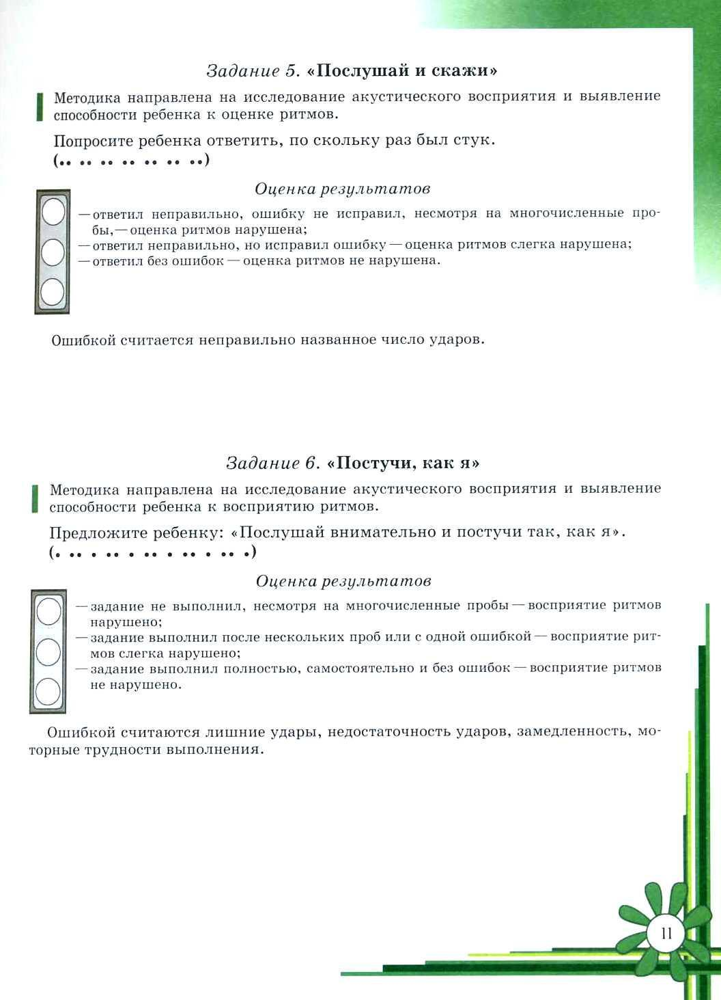 Задание 5. «Послушай и скажи»
Методика направлена на исследование акустического восприятия и выявление
способности ребенка к оценке ритмов.
Попросите ребенка ответить, по скольку раз был стук.
(•• •• •• •• •• •• ••)
Оценка результатов
— ответил неправильно, ошибку не исправил, несмотря на многочисленные про-
бы, — оценка ритмов нарушена;
— ответил неправильно, но исправил ошибку — оценка ритмов слегка нарушена;
— ответил без ошибок — оценка ритмов не нарушена.
Ошибкой считается неправильно названное число ударов.
Задание 6. «Постучи, как я»
Методика направлена на исследование акустического восприятия и выявление
способности ребенка к восприятию ритмов.
Предложите ребенку: «Послушай внимательно и постучи так, как я».
(• •• • •• • •• • •• • •• •)
Оценка результатов
— задание не выполнил, несмотря на многочисленные пробы — восприятие ритмов
нарушено;
— задание выполнил после нескольких проб или с одной ошибкой — восприятие рит-
мов слегка нарушено;
— задание выполнил полностью, самостоятельно и без ошибок — восприятие ритмов
не нарушено.
Ошибкой считаются лишние удары, недостаточность ударов, замедленность, мо-
торные трудности выполнения.
11